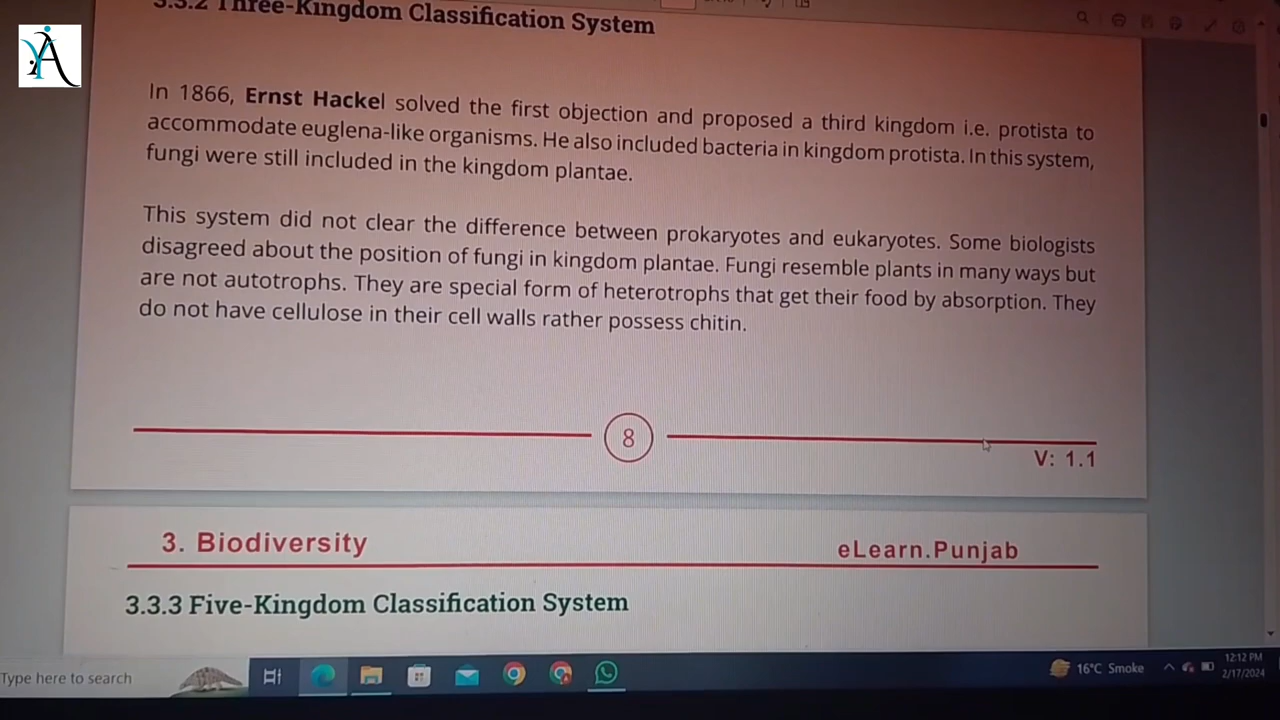 3.3.2 Three-Kingdom Classification System
In 1866, Ernst Hackel solved the first objection and proposed a third kingdom i.e. protista to
accommodate euglena-like organisms. He also included bacteria in kingdom protista. In this system,
fungi were still included in the kingdom plantae.
This system did not clear the difference between prokaryotes and eukaryotes. Some biologists
disagreed about the position of fungi in kingdom plantae. Fungi resemble plants in many ways but
are not autotrophs. They are special form of heterotrophs that get their food by absorption. They
do not have cellulose in their cell walls rather possess chitin.
8
V: 1.1
3. Biodiversity
eLearn.Punjab
3.3.3 Five-Kingdom Classification System
Type here to search
16°C Smoke
12:12 PM
2/17/2024